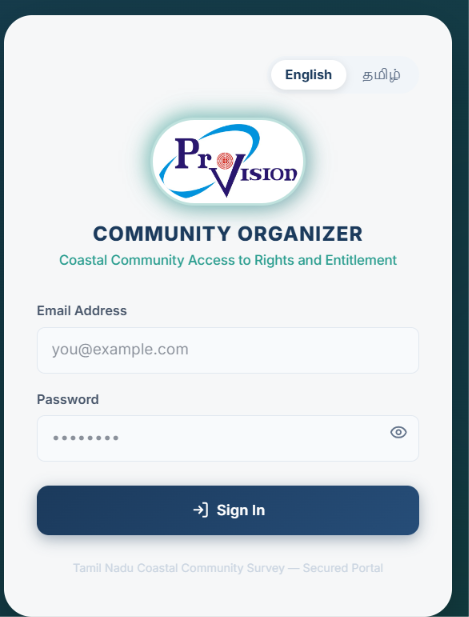 English தமிழ்
ProVision
COMMUNITY ORGANIZER
Coastal Community Access to Rights and Entitlement
Email Address
you@example.com
Password
••••••••
Sign In
Tamil Nadu Coastal Community Survey — Secured Portal